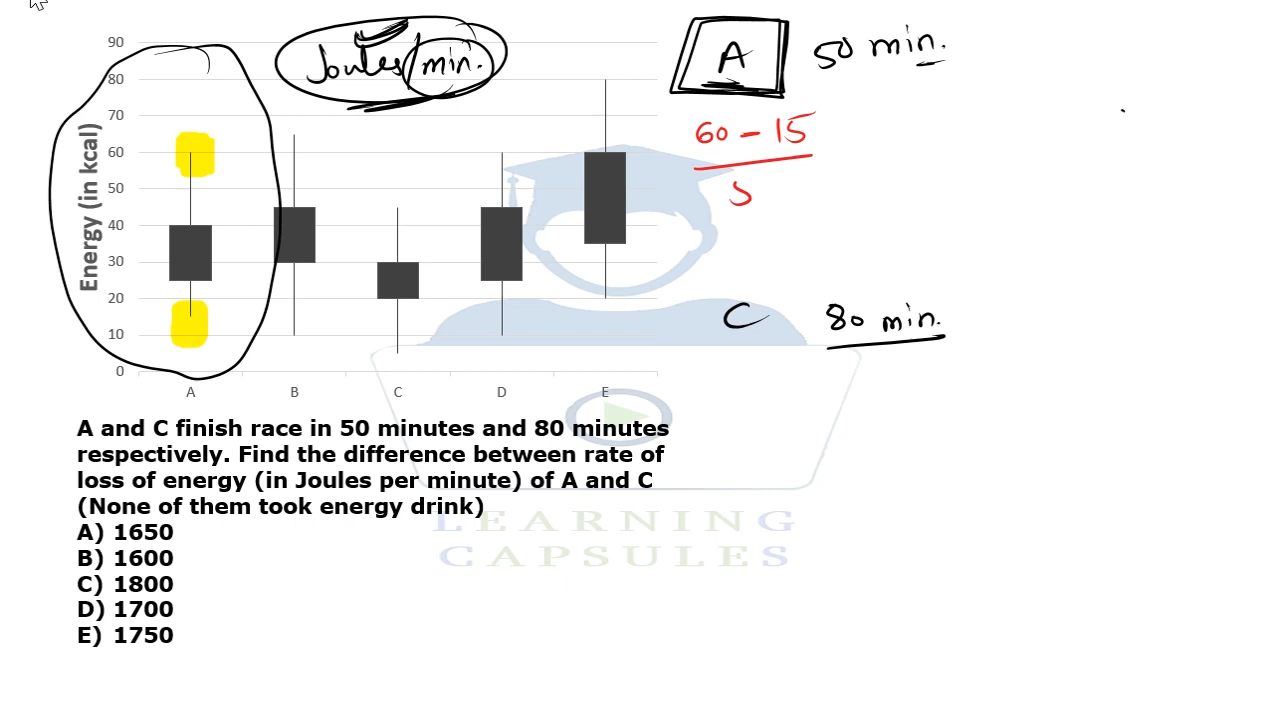 Joules/min.
A 50 min.
60 - 15
5
C 80 min.
Energy (in kcal)
90
80
70
60
50
40
30
20
10
0
A B C D E
A and C finish race in 50 minutes and 80 minutes
respectively. Find the difference between rate of
loss of energy (in Joules per minute) of A and C
(None of them took energy drink)
A) 1650
B) 1600
C) 1800
D) 1700
E) 1750
LEARNING
CAPSULES